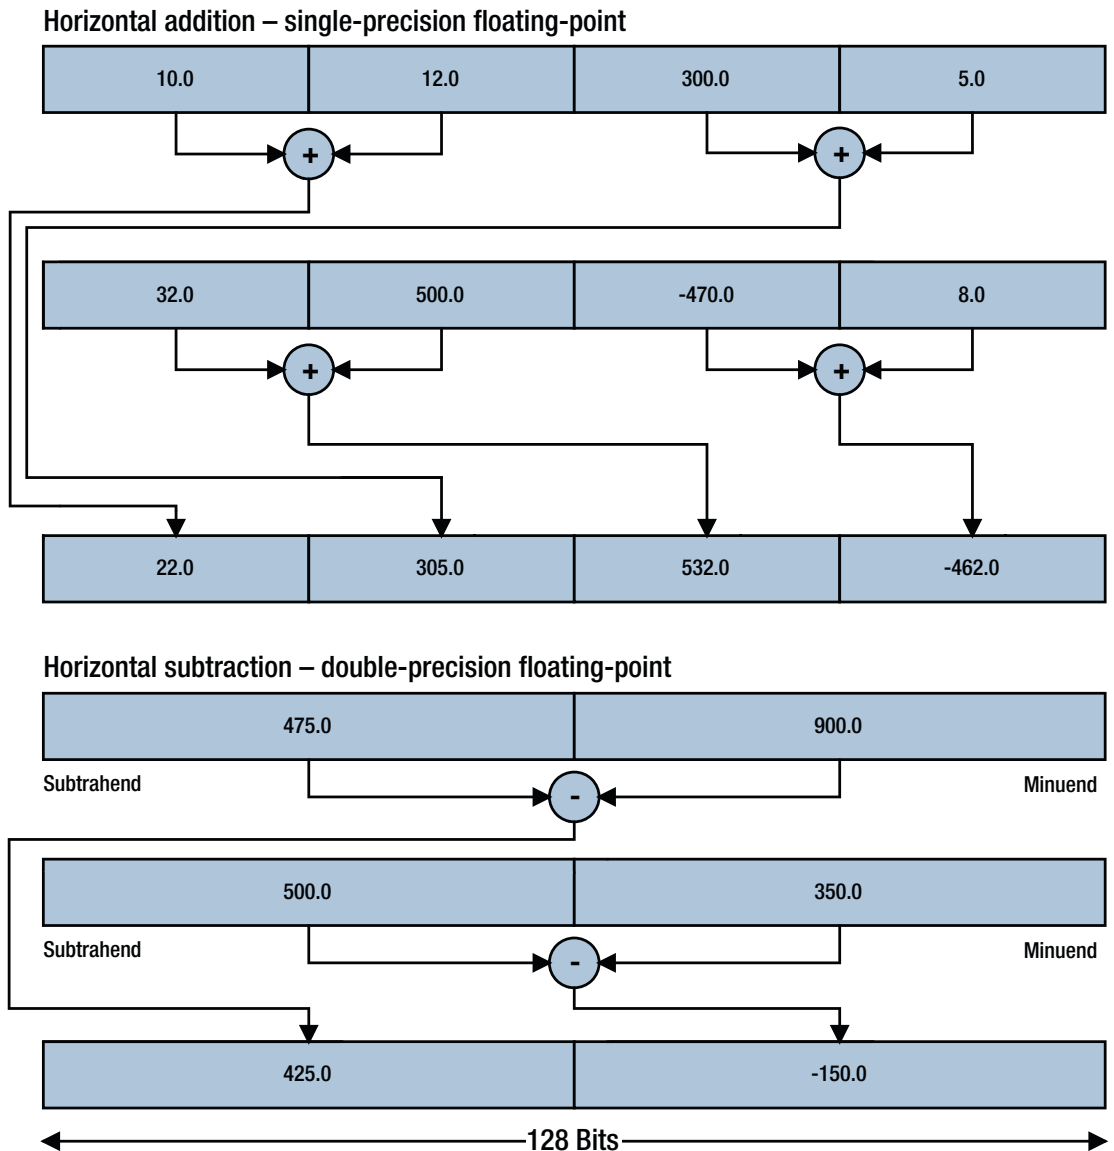 Horizontal addition – single-precision floating-point
10.0 12.0 300.0 5.0
+ +
32.0 500.0 -470.0 8.0
+ +
22.0 305.0 532.0 -462.0
Horizontal subtraction – double-precision floating-point
475.0 900.0
Subtrahend - Minuend
500.0 350.0
Subtrahend - Minuend
425.0 -150.0
128 Bits